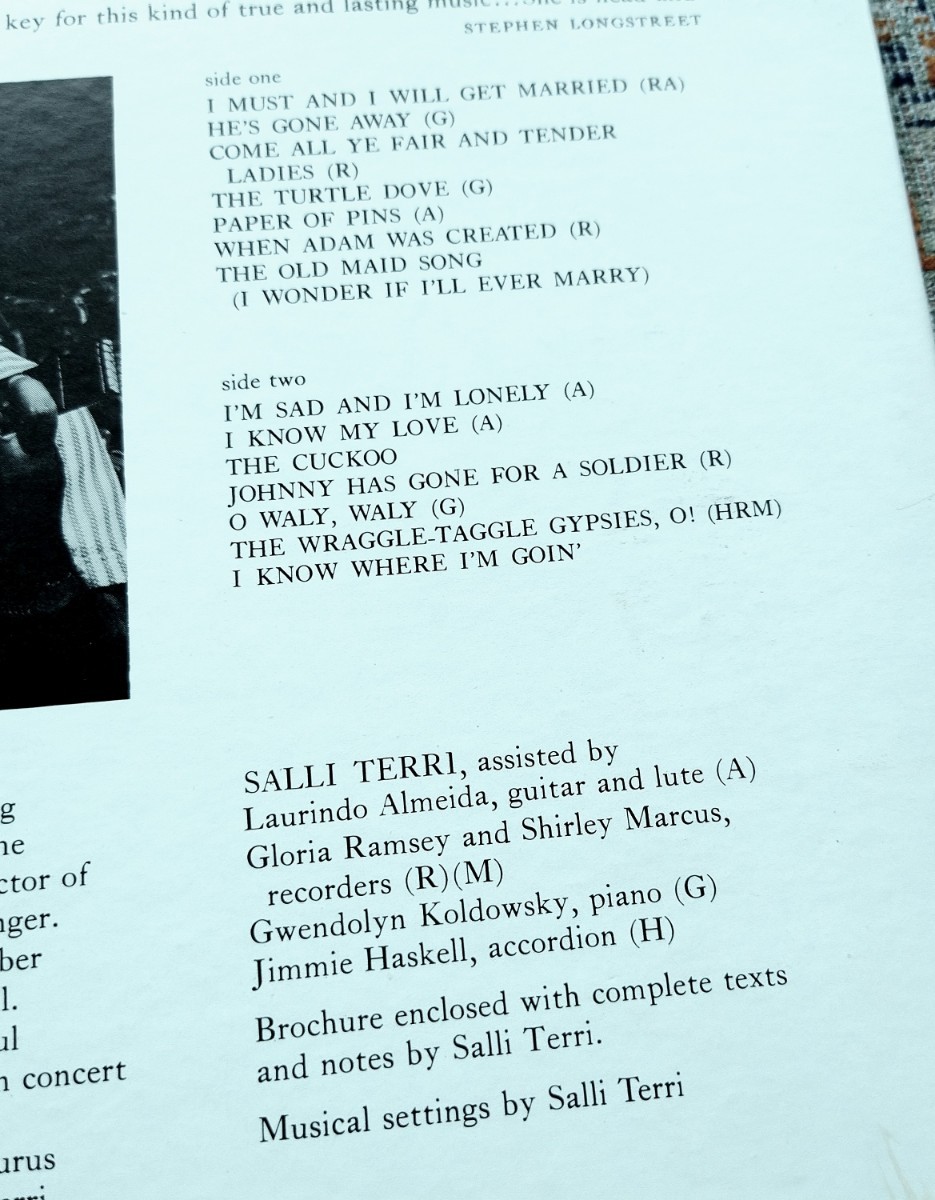 key for this kind of true and lasting music...
STEPHEN LONGSTREET
side one
I MUST AND I WILL GET MARRIED (RA)
HE'S GONE AWAY (G)
COME ALL YE FAIR AND TENDER
LADIES (R)
THE TURTLE DOVE (G)
PAPER OF PINS (A)
WHEN ADAM WAS CREATED (R)
THE OLD MAID SONG
(I WONDER IF I'LL EVER MARRY)
side two
I'M SAD AND I'M LONELY (A)
I KNOW MY LOVE (A)
THE CUCKOO
JOHNNY HAS GONE FOR A SOLDIER (R)
O WALY, WALY (G)
THE WRAGGLE-TAGGLE GYPSIES, O! (HRM)
I KNOW WHERE I'M GOIN'
g
ne
ctor of
nger.
ber
l.
ul
n concert
urus
SALLI TERRI, assisted by
Laurindo Almeida, guitar and lute (A)
Gloria Ramsey and Shirley Marcus,
recorders (R)(M)
Gwendolyn Koldowsky, piano (G)
Jimmie Haskell, accordion (H)
Brochure enclosed with complete texts
and notes by Salli Terri.
Musical settings by Salli Terri